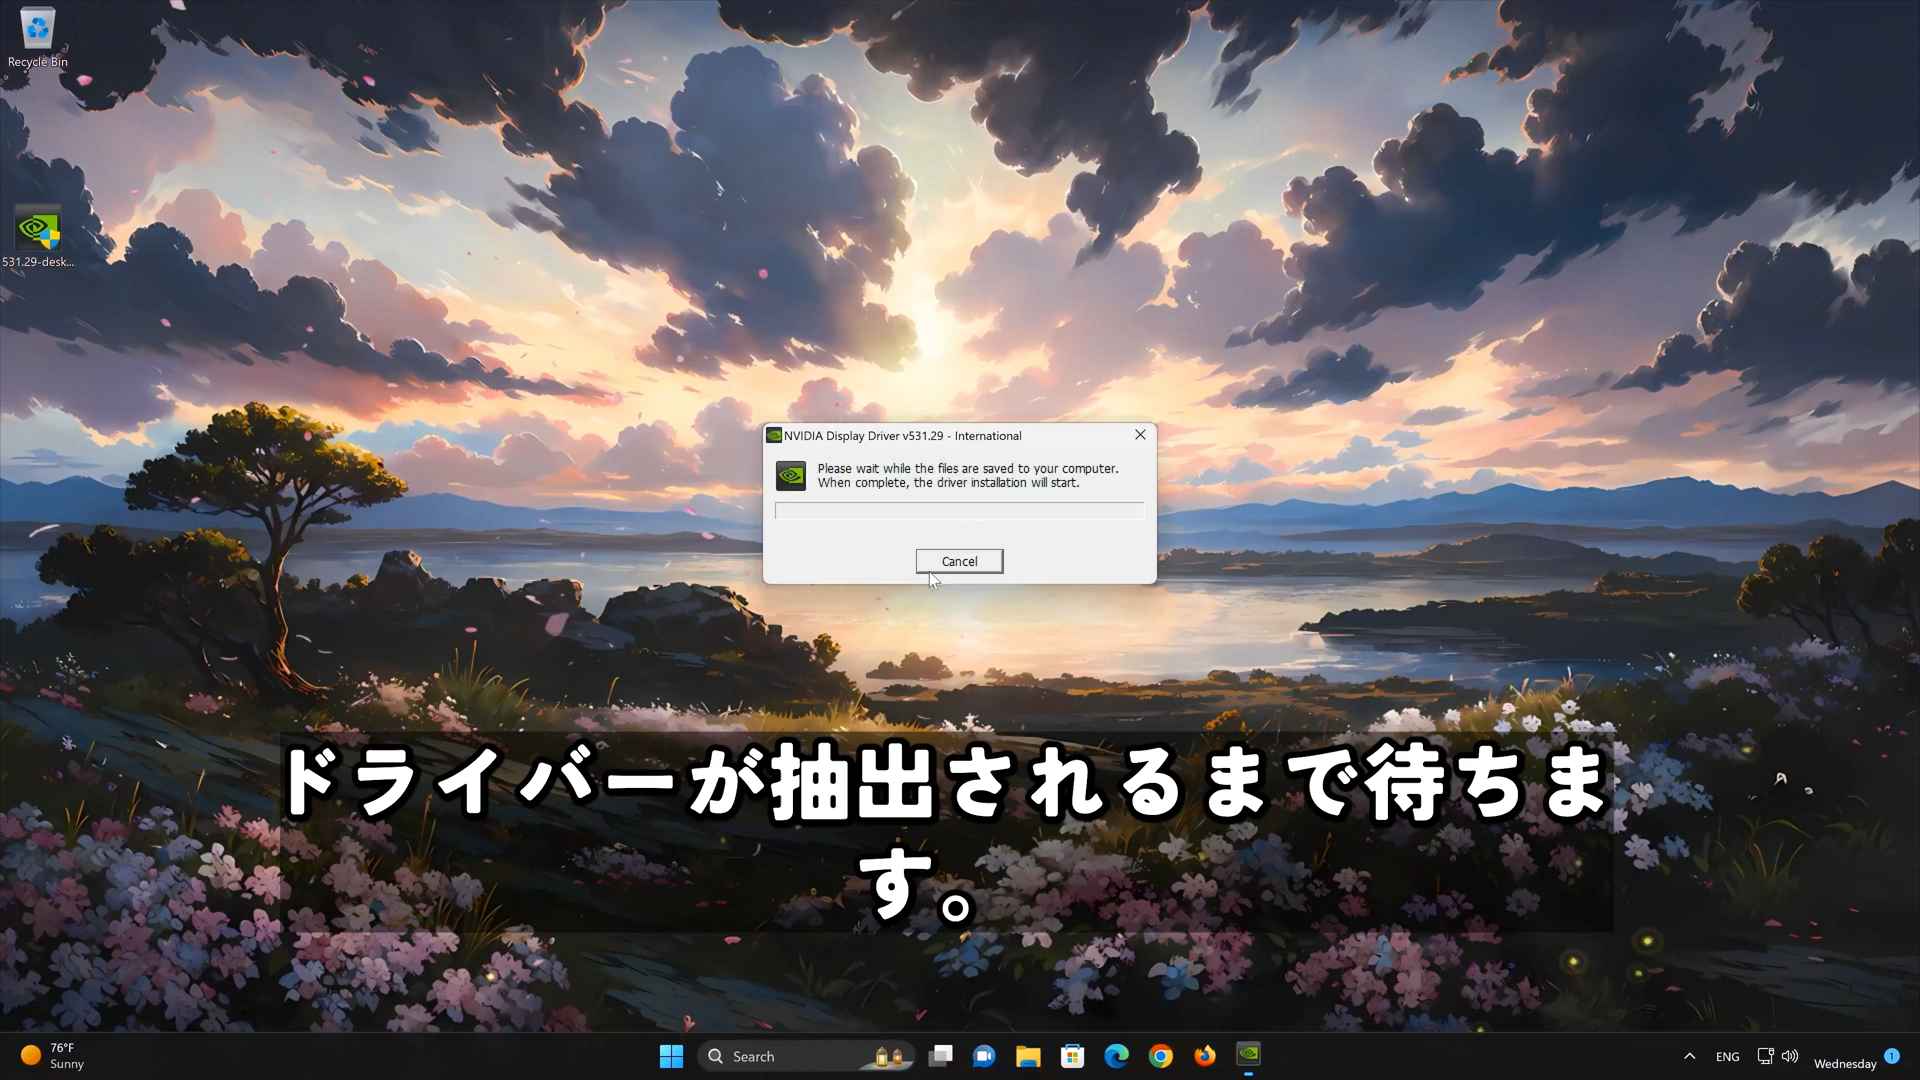 Recycle Bin
531.29-desk...
NVIDIA Display Driver v531.29 - International
Please wait while the files are saved to your computer.
When complete, the driver installation will start.
Cancel
ドライバーが抽出されるまで待ちま
す。
76°F
Sunny
Search
ENG
Wednesday
1